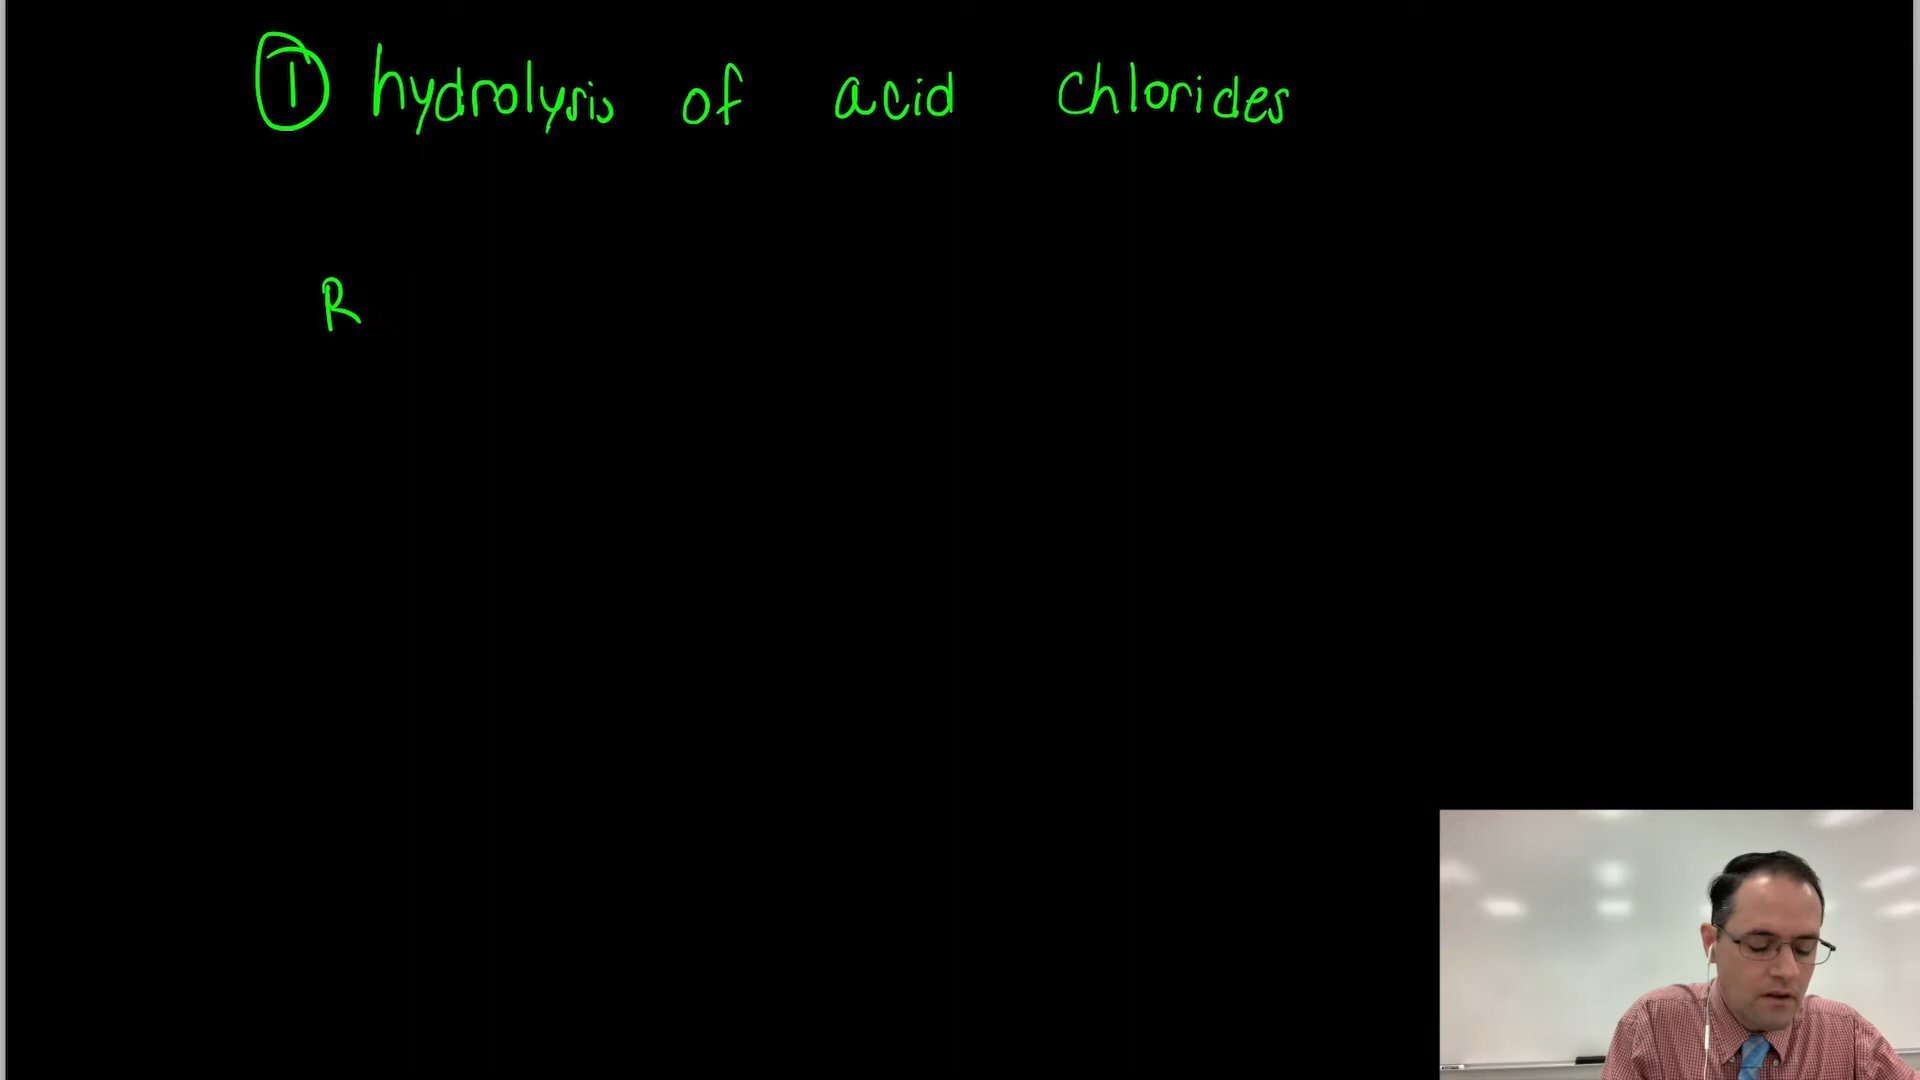 ① hydrolysis of acid chlorides
R